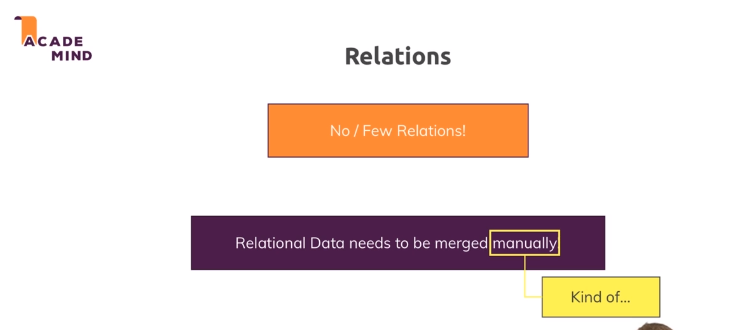 ACADE
MIND
Relations
No / Few Relations!
Relational Data needs to be merged manually
Kind of...